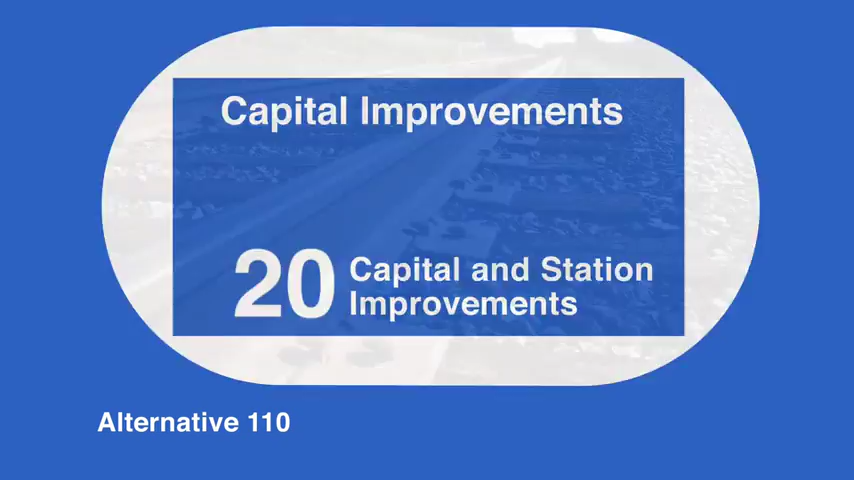 Capital Improvements
20 Capital and Station
Improvements
Alternative 110